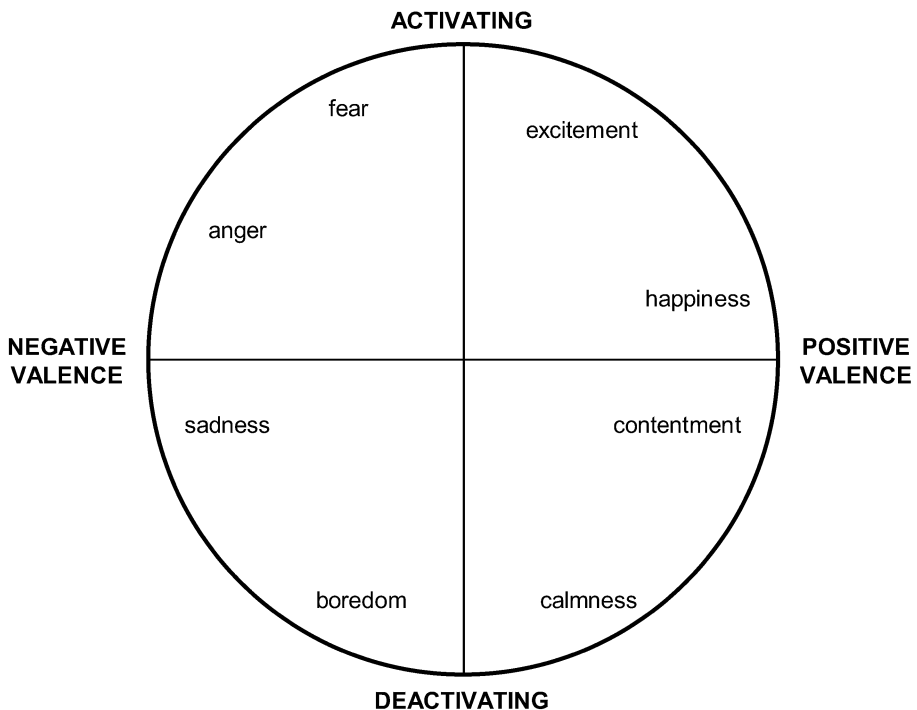 ACTIVATING
fear
excitement
anger
happiness
NEGATIVE
VALENCE
POSITIVE
VALENCE
sadness
contentment
boredom
calmness
DEACTIVATING